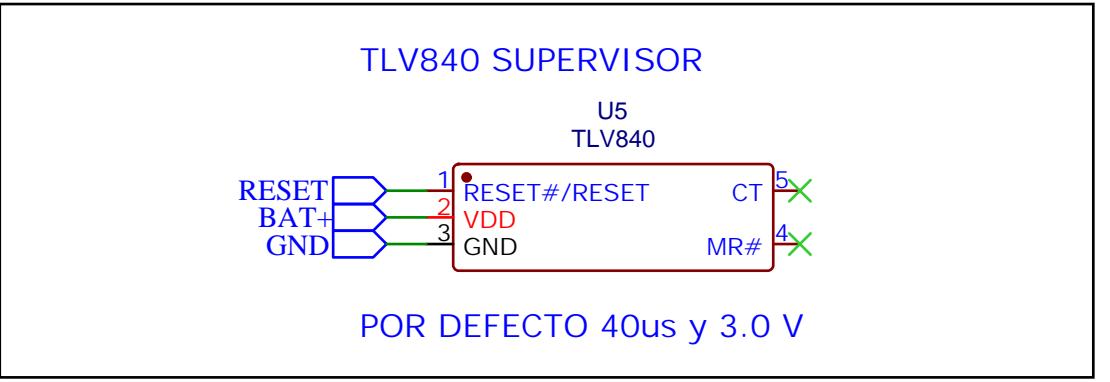 TLV840 SUPERVISOR
U5
TLV840
RESET 1 RESET#/RESET CT 5
BAT+ 2 VDD
GND 3 GND MR# 4
POR DEFECTO 40us y 3.0 V